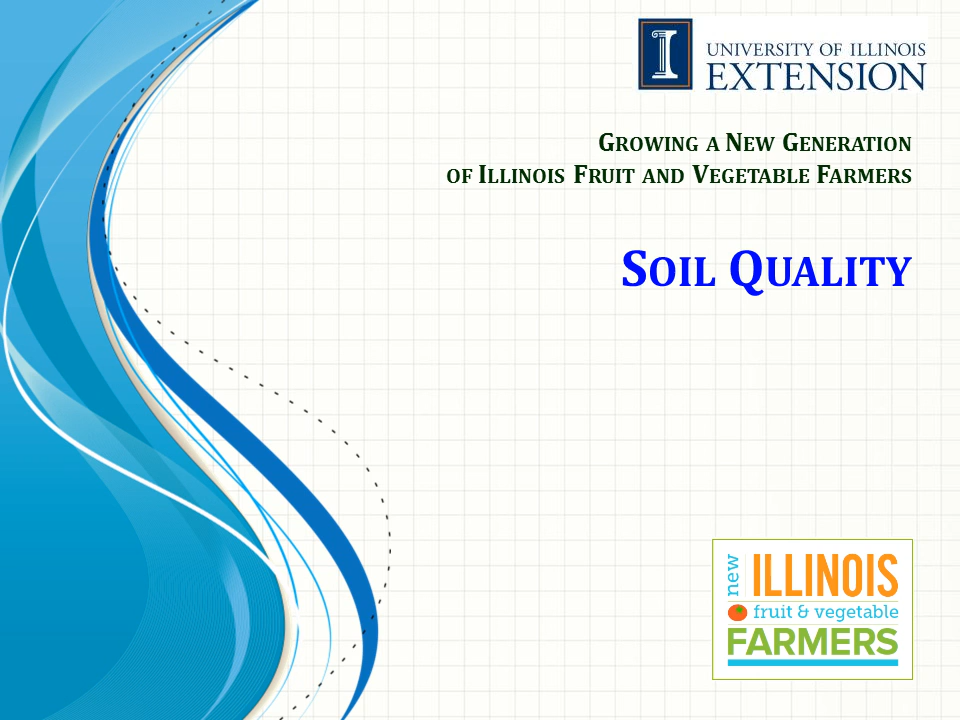 I
UNIVERSITY OF ILLINOIS
EXTENSION
GROWING A NEW GENERATION
OF ILLINOIS FRUIT AND VEGETABLE FARMERS
SOIL QUALITY
new
ILLINOIS
fruit & vegetable
FARMERS